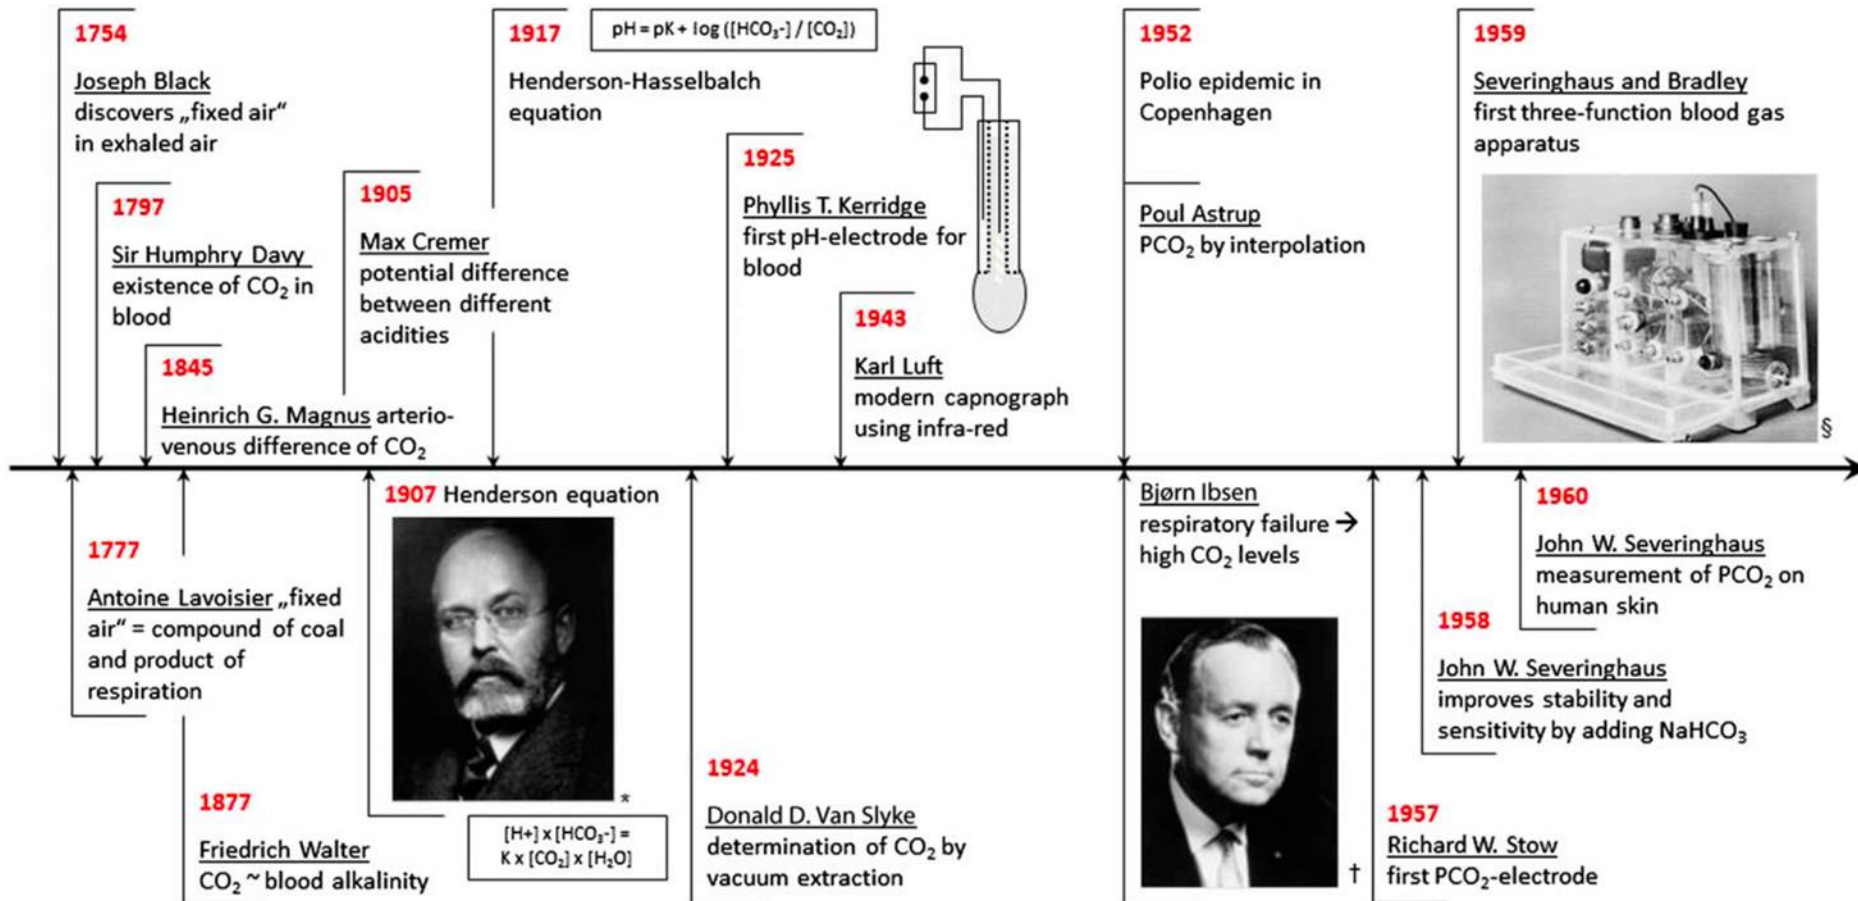 1754
Joseph Black
discovers „fixed air“
in exhaled air
1797
Sir Humphry Davy
existence of CO₂ in
blood
1845
Heinrich G. Magnus arterio-
venous difference of CO₂
1905
Max Cremer
potential difference
between different
acidities
1917
pH = pK + log ([HCO₃-] / [CO₂])
Henderson-Hasselbalch
equation
1925
Phyllis T. Kerridge
first pH-electrode for
blood
1943
Karl Luft
modern capnograph
using infra-red
1952
Polio epidemic in
Copenhagen
Poul Astrup
PCO₂ by interpolation
1959
Severinghaus and Bradley
first three-function blood gas
apparatus
§
1777
Antoine Lavoisier „fixed
air“ = compound of coal
and product of
respiration
1877
Friedrich Walter
CO₂ ~ blood alkalinity
1907 Henderson equation
*
[H+] x [HCO₃-] =
K x [CO₂] x [H₂O]
1924
Donald D. Van Slyke
determination of CO₂ by
vacuum extraction
Bjørn Ibsen
respiratory failure →
high CO₂ levels
†
1957
Richard W. Stow
first PCO₂-electrode
1958
John W. Severinghaus
improves stability and
sensitivity by adding NaHCO₃
1960
John W. Severinghaus
measurement of PCO₂ on
human skin